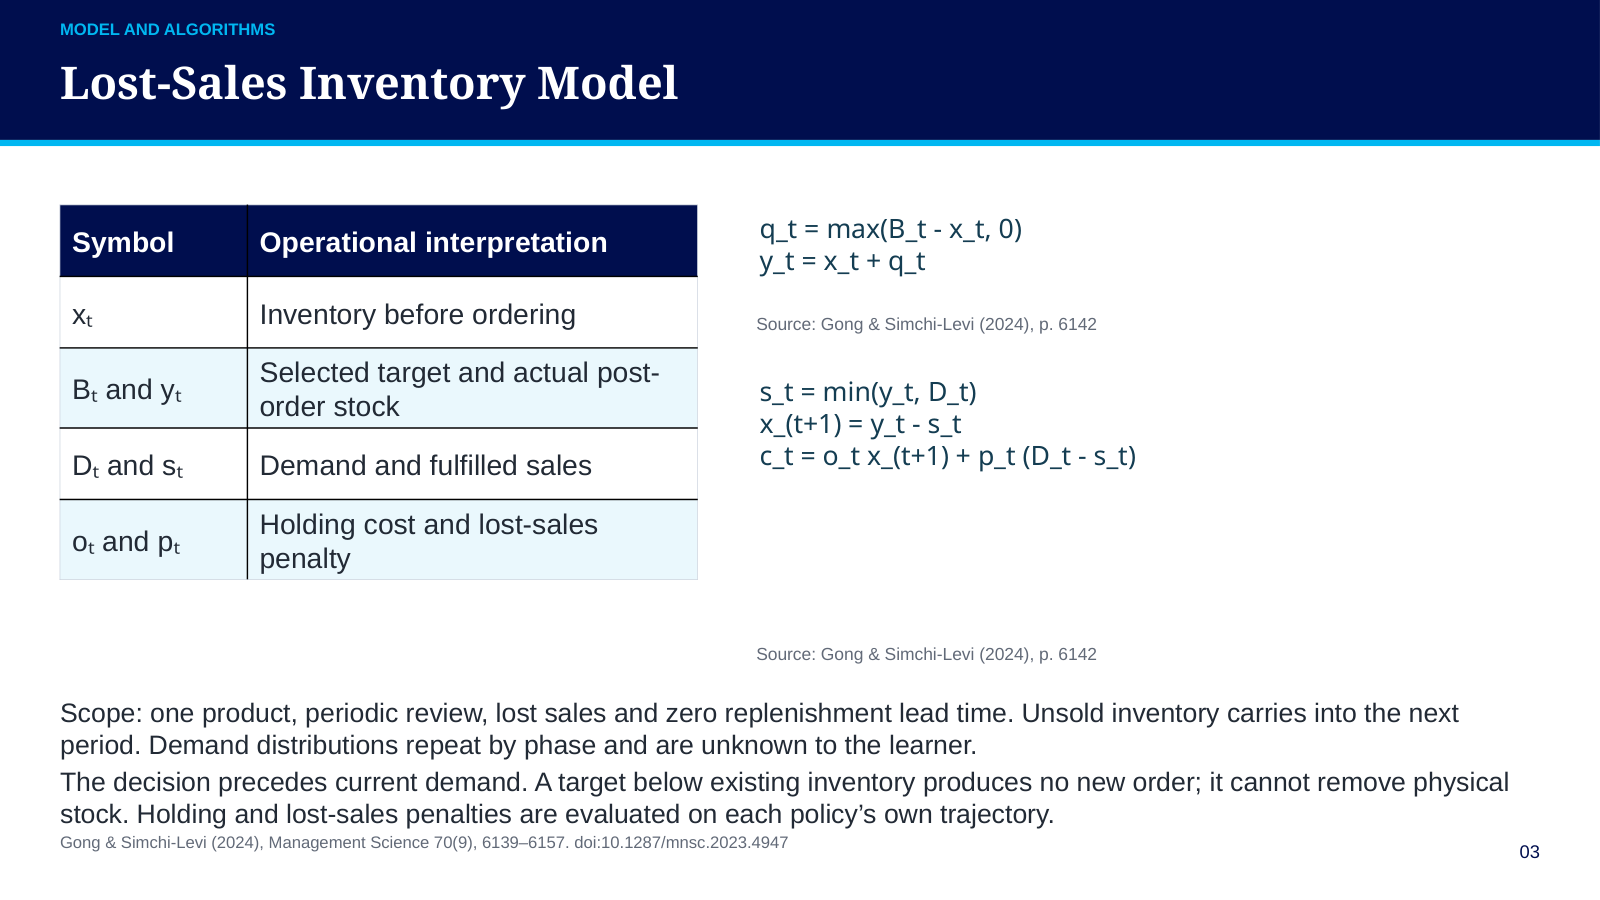 MODEL AND ALGORITHMS
Lost-Sales Inventory Model
Symbol
Operational interpretation
xₜ
Inventory before ordering
Bₜ and yₜ
Selected target and actual post-
order stock
Dₜ and sₜ
Demand and fulfilled sales
oₜ and pₜ
Holding cost and lost-sales
penalty
q_t = max(B_t - x_t, 0)
y_t = x_t + q_t
Source: Gong & Simchi-Levi (2024), p. 6142
s_t = min(y_t, D_t)
x_(t+1) = y_t - s_t
c_t = o_t x_(t+1) + p_t (D_t - s_t)
Source: Gong & Simchi-Levi (2024), p. 6142
Scope: one product, periodic review, lost sales and zero replenishment lead time. Unsold inventory carries into the next
period. Demand distributions repeat by phase and are unknown to the learner.
The decision precedes current demand. A target below existing inventory produces no new order; it cannot remove physical
stock. Holding and lost-sales penalties are evaluated on each policy’s own trajectory.
Gong & Simchi-Levi (2024), Management Science 70(9), 6139–6157. doi:10.1287/mnsc.2023.4947
03